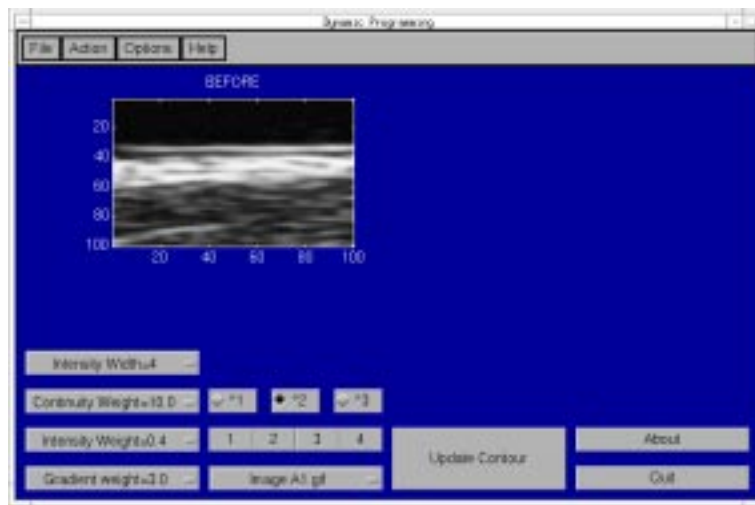 Dynamic Programming
File Action Options Help
BEFORE
20
40
60
80
100
20 40 60 80 100
Intensity Width=4
Continuity Weight=10.0 ^1 ^2 ^3
Intensity Weight=0.4 1 2 3 4
Update Contour
About
Gradient weight=3.0
Image A1.gif
Quit